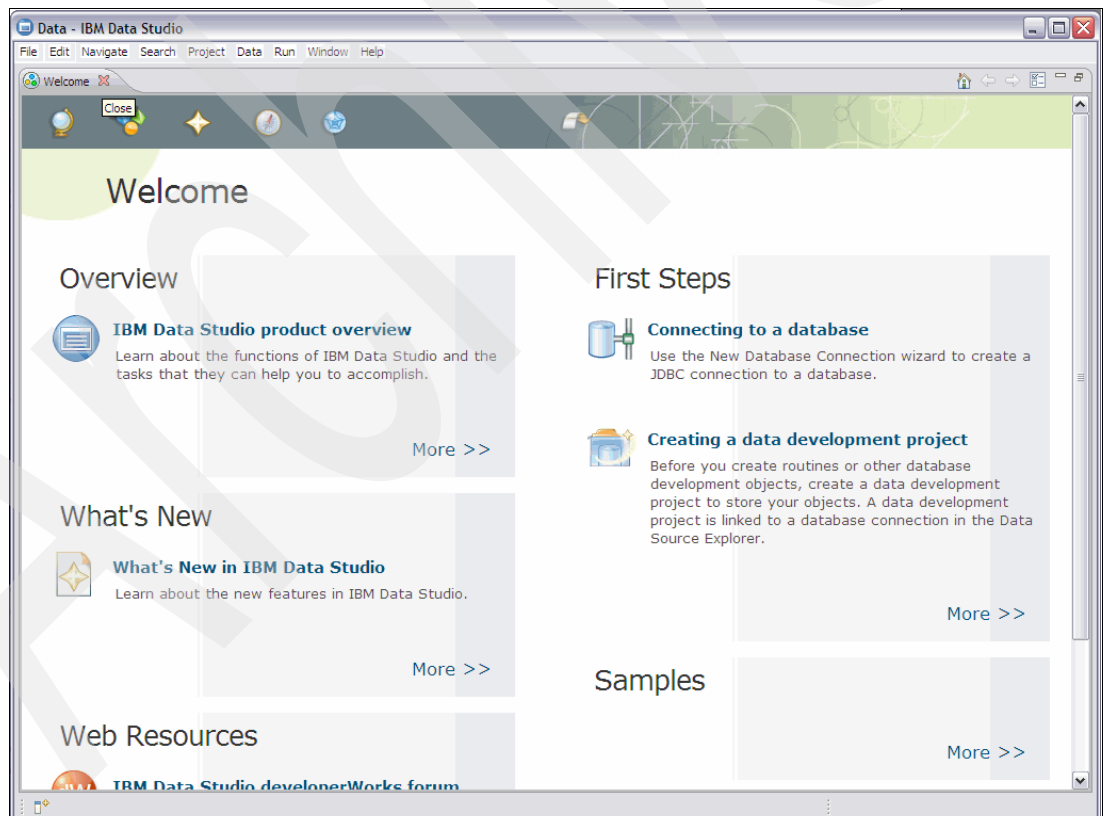 Data - IBM Data Studio
File Edit Navigate Search Project Data Run Window Help
Welcome
Close
Welcome
Overview
IBM Data Studio product overview
Learn about the functions of IBM Data Studio and the
tasks that they can help you to accomplish.
More >>
What's New
What's New in IBM Data Studio
Learn about the new features in IBM Data Studio.
More >>
Web Resources
IBM Data Studio developerWorks forum
First Steps
Connecting to a database
Use the New Database Connection wizard to create a
JDBC connection to a database.
Creating a data development project
Before you create routines or other database
development objects, create a data development
project to store your objects. A data development
project is linked to a database connection in the Data
Source Explorer.
More >>
Samples
More >>